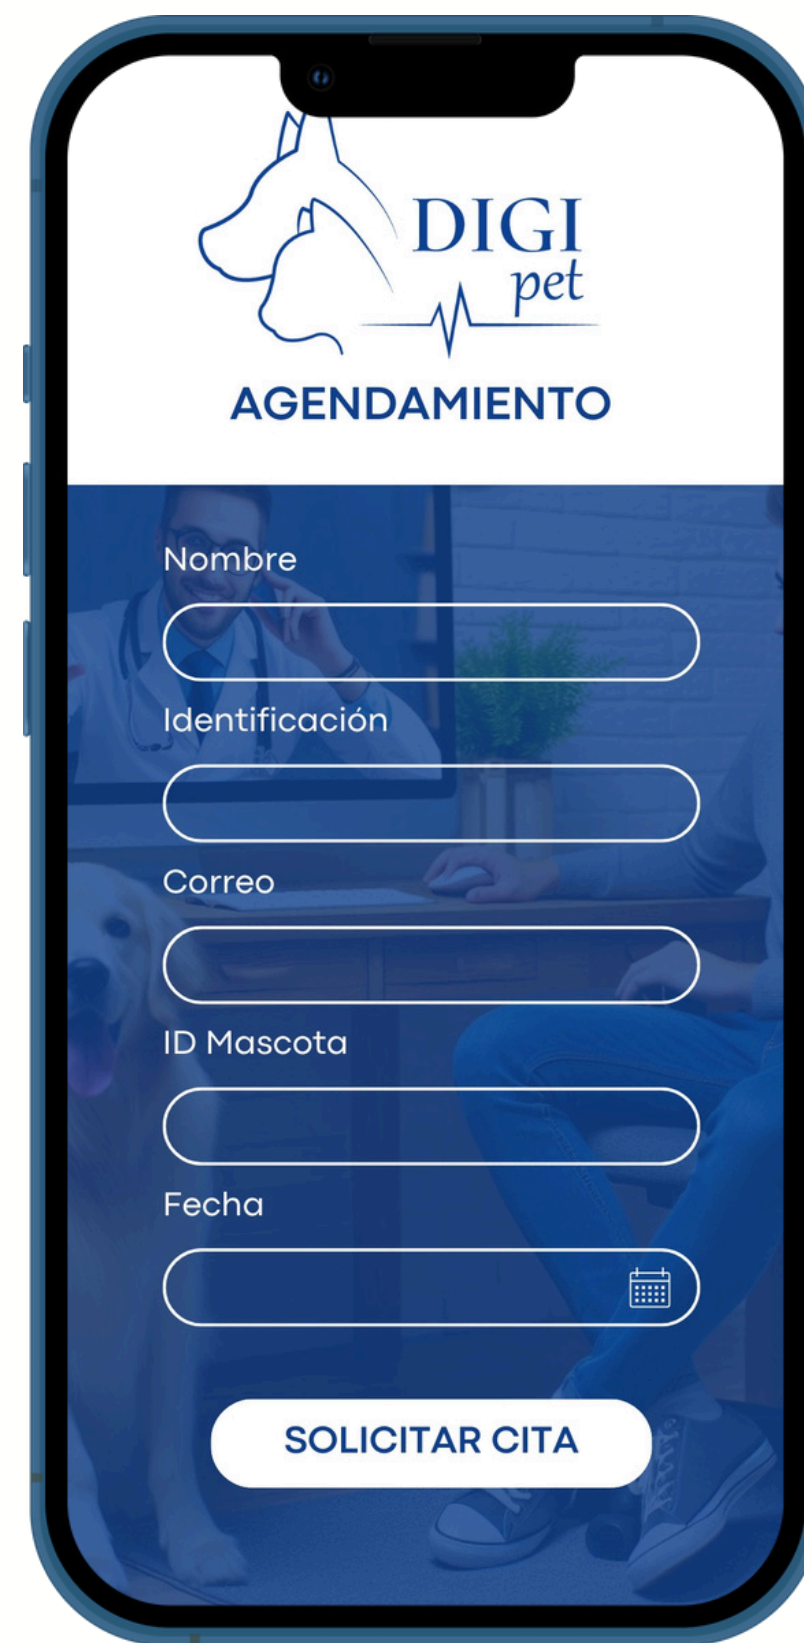 DIGI
pet
AGENDAMIENTO
Nombre
Identificación
Correo
ID Mascota
Fecha
SOLICITAR CITA